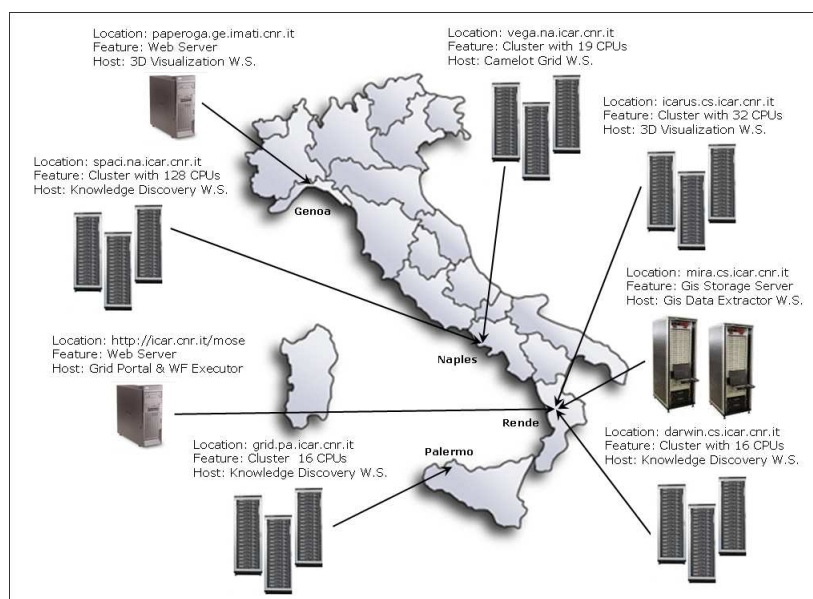 Location: paperoga.ge.imati.cnr.it
Feature: Web Server
Host: 3D Visualization W.S.
Location: vega.na.icar.cnr.it
Feature: Cluster with 19 CPUs
Host: Camelot Grid W.S.
Location: icarus.cs.icar.cnr.it
Feature: Cluster with 32 CPUs
Host: 3D Visualization W.S.
Location: spaci.na.icar.cnr.it
Feature: Cluster with 128 CPUs
Host: Knowledge Discovery W.S.
Genoa
Location: mira.cs.icar.cnr.it
Feature: Gis Storage Server
Host: Gis Data Extractor W.S.
Location: http://icar.cnr.it/mose
Feature: Web Server
Host: Grid Portal & WF Executor
Naples
Rende
Location: grid.pa.icar.cnr.it
Feature: Cluster 16 CPUs
Host: Knowledge Discovery W.S.
Palermo
Location: darwin.cs.icar.cnr.it
Feature: Cluster with 16 CPUs
Host: Knowledge Discovery W.S.